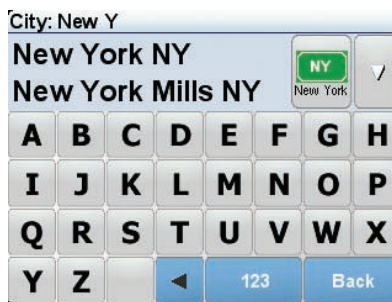 City: New Y
New York NY
New York Mills NY
NY
New York
A B C D E F G H
I J K L M N O P
Q R S T U V W X
Y Z 123 Back